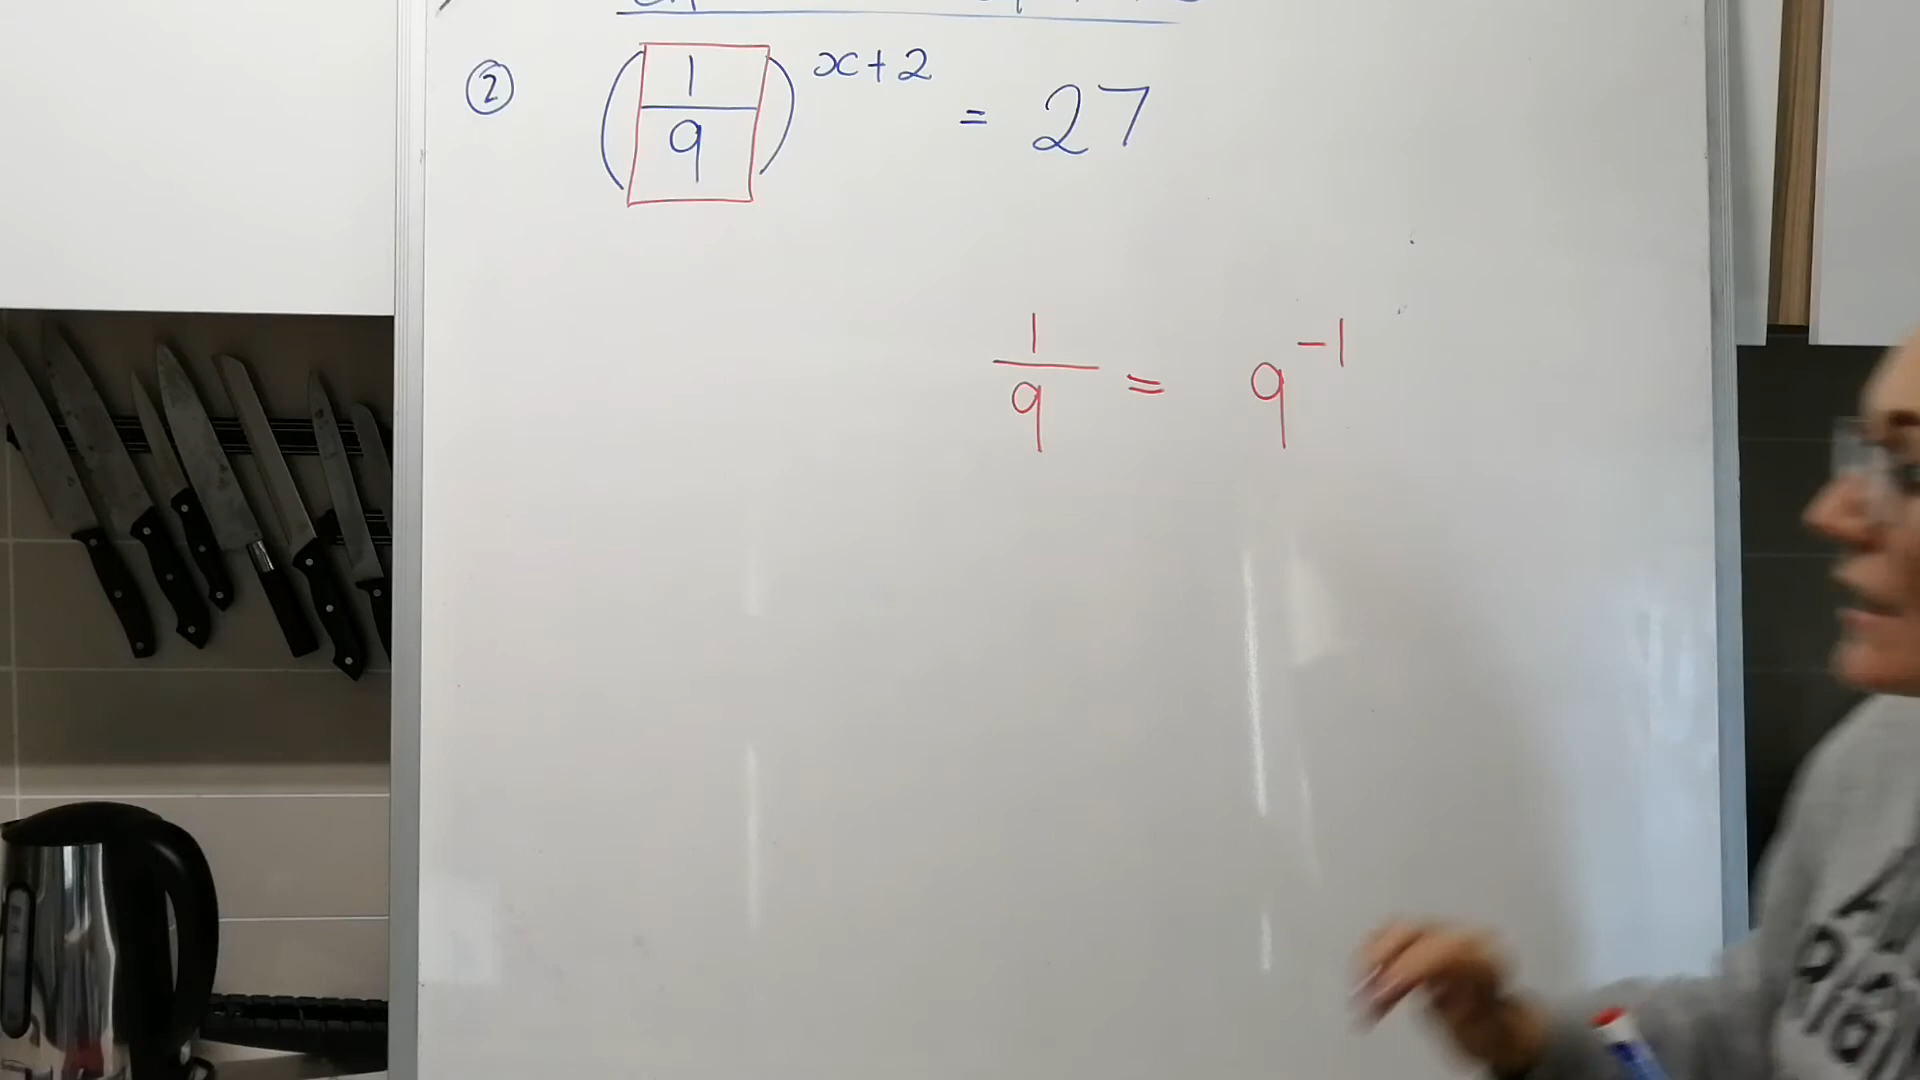 ② (1/9)^(x+2) = 27
1/9 = 9^(-1)